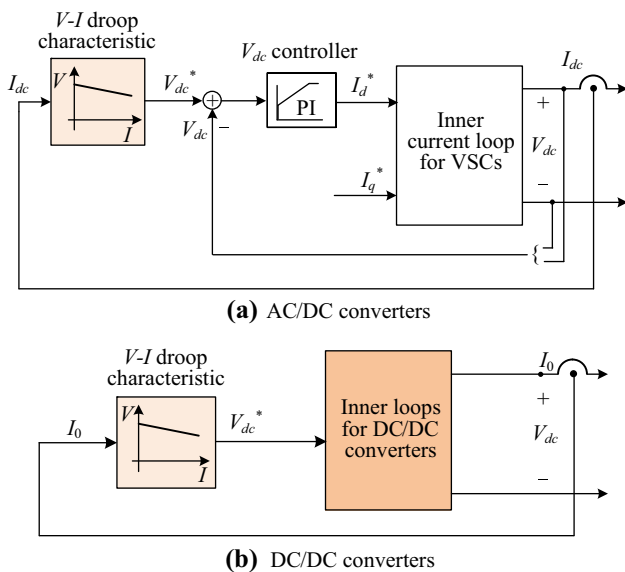 V-I droop
characteristic
V_dc controller
I_dc
V
I
V_dc^*
V_dc
+
−
PI
I_d^*
I_q^*
Inner
current loop
for VSCs
I_dc
+
V_dc
−
{
(a) AC/DC converters
V-I droop
characteristic
I_0
V
I
V_dc^*
Inner loops
for DC/DC
converters
I_0
+
V_dc
−
(b) DC/DC converters